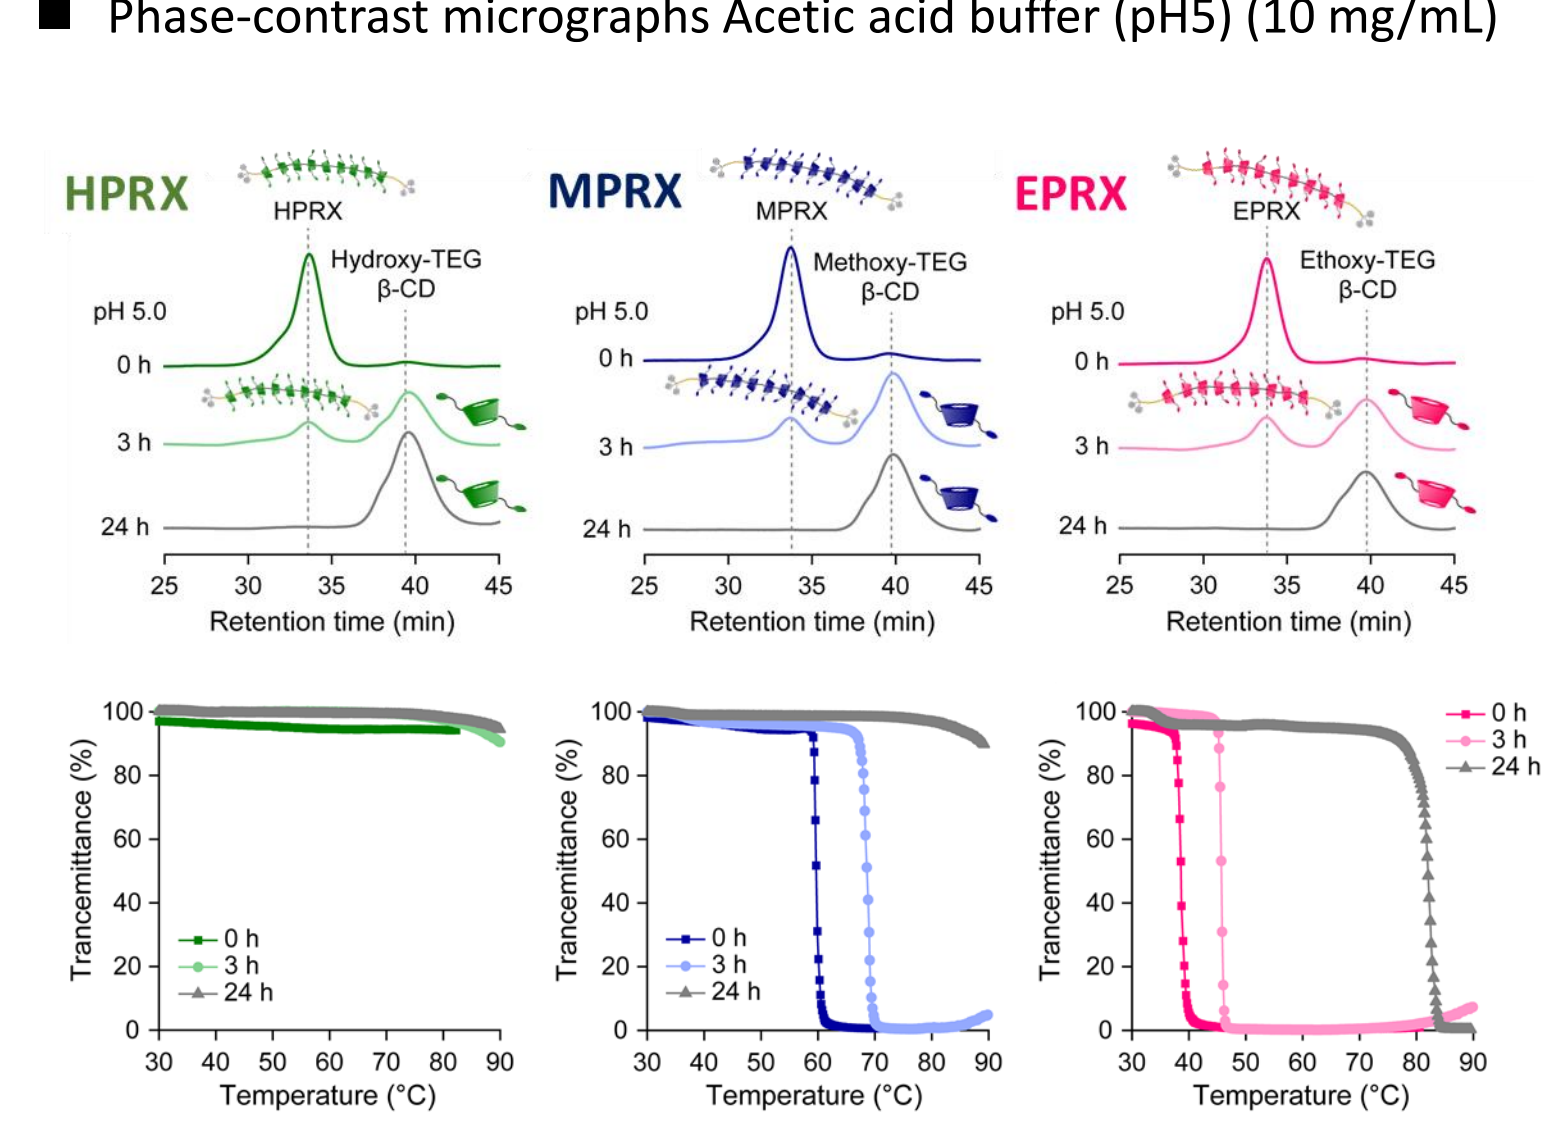 ■ Phase-contrast micrographs Acetic acid buffer (pH5) (10 mg/mL)
HPRX
HPRX
Hydroxy-TEG
β-CD
pH 5.0
0 h
3 h
24 h
25 30 35 40 45
Retention time (min)
MPRX
MPRX
Methoxy-TEG
β-CD
pH 5.0
0 h
3 h
24 h
25 30 35 40 45
Retention time (min)
EPRX
EPRX
Ethoxy-TEG
β-CD
pH 5.0
0 h
3 h
24 h
25 30 35 40 45
Retention time (min)
Trancemittance (%)
100
80
60
40
20
0
0 h
3 h
24 h
30 40 50 60 70 80 90
Temperature (°C)
Trancemittance (%)
100
80
60
40
20
0
0 h
3 h
24 h
30 40 50 60 70 80 90
Temperature (°C)
Trancemittance (%)
100
80
60
40
20
0
0 h
3 h
24 h
30 40 50 60 70 80 90
Temperature (°C)